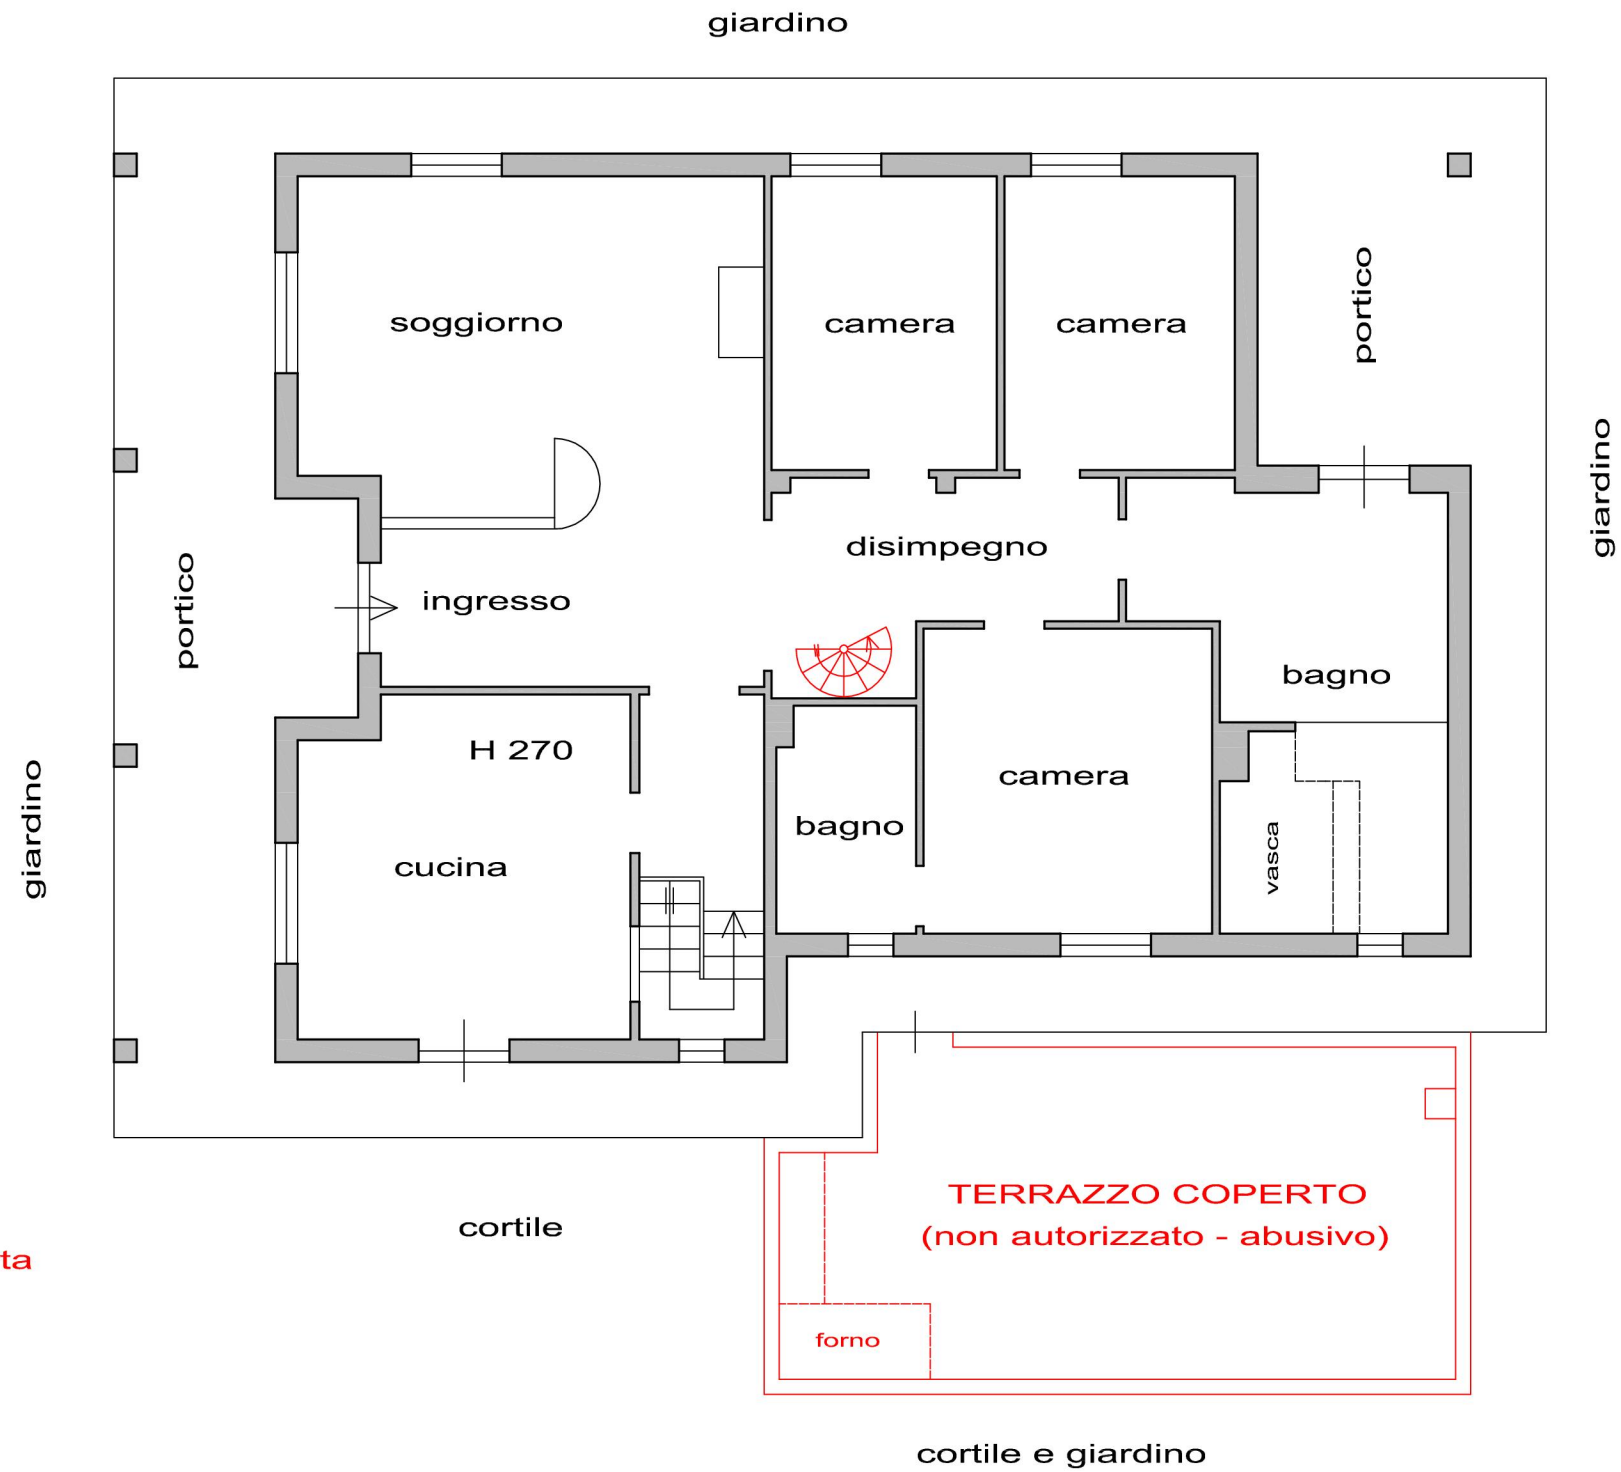 giardino
portico
soggiorno
camera
camera
giardino
disimpegno
portico
ingresso
bagno
H 270
camera
giardino
bagno
vasca
cucina
TERRAZZO COPERTO
cortile
(non autorizzato - abusivo)
ta
forno
cortile e giardino